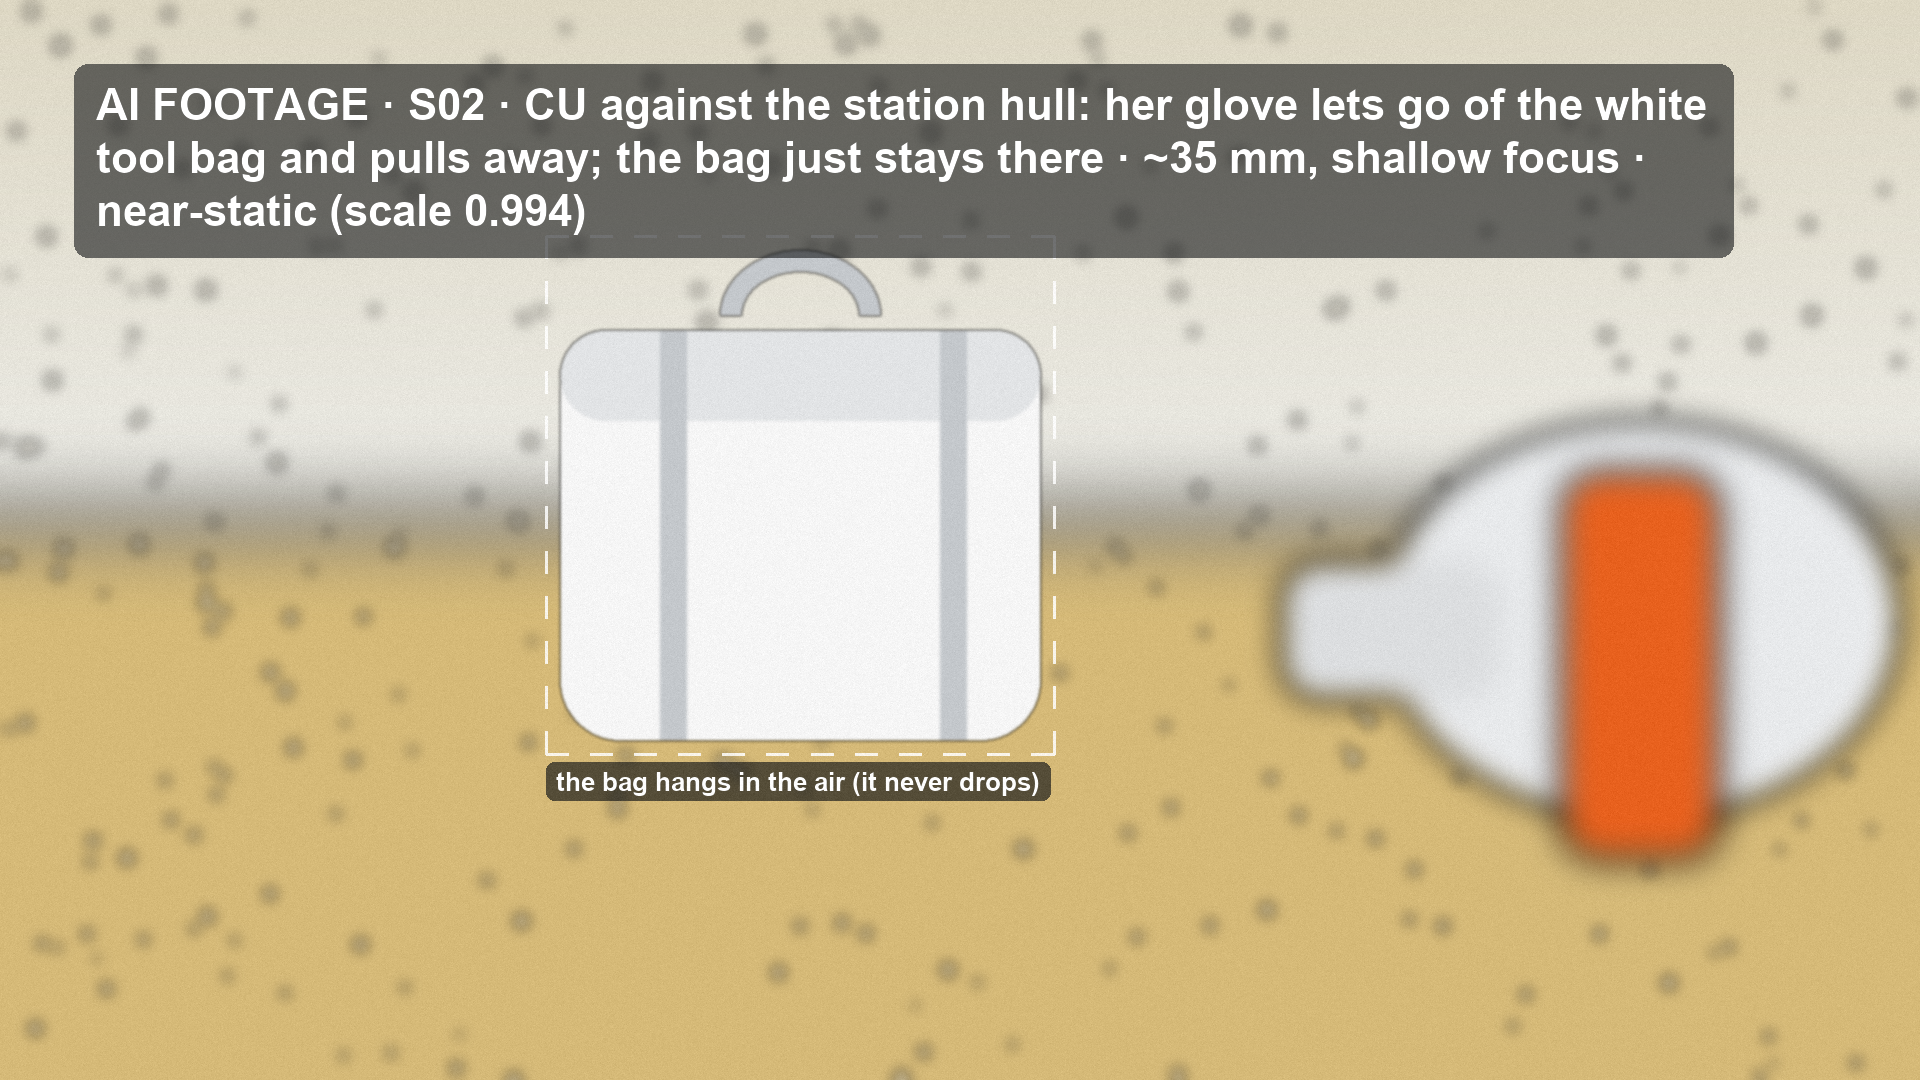 AI FOOTAGE · S02 · CU against the station hull: her glove lets go of the white
tool bag and pulls away; the bag just stays there · ~35 mm, shallow focus ·
near-static (scale 0.994)
the bag hangs in the air (it never drops)